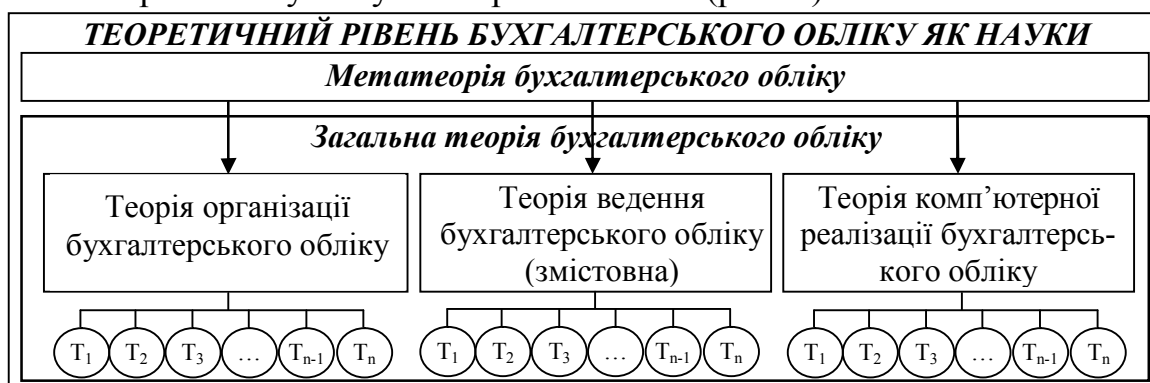 ТЕОРЕТИЧНИЙ РІВЕНЬ БУХГАЛТЕРСЬКОГО ОБЛІКУ ЯК НАУКИ
Метатеорія бухгалтерського обліку
Загальна теорія бухгалтерського обліку
Теорія організації
бухгалтерського обліку
Теорія ведення
бухгалтерського обліку
(змістовна)
Теорія комп’ютерної
реалізації бухгалтерсь-
кого обліку
T1 T2 T3 … Tn-1 Tn
T1 T2 T3 … Tn-1 Tn
T1 T2 T3 … Tn-1 Tn